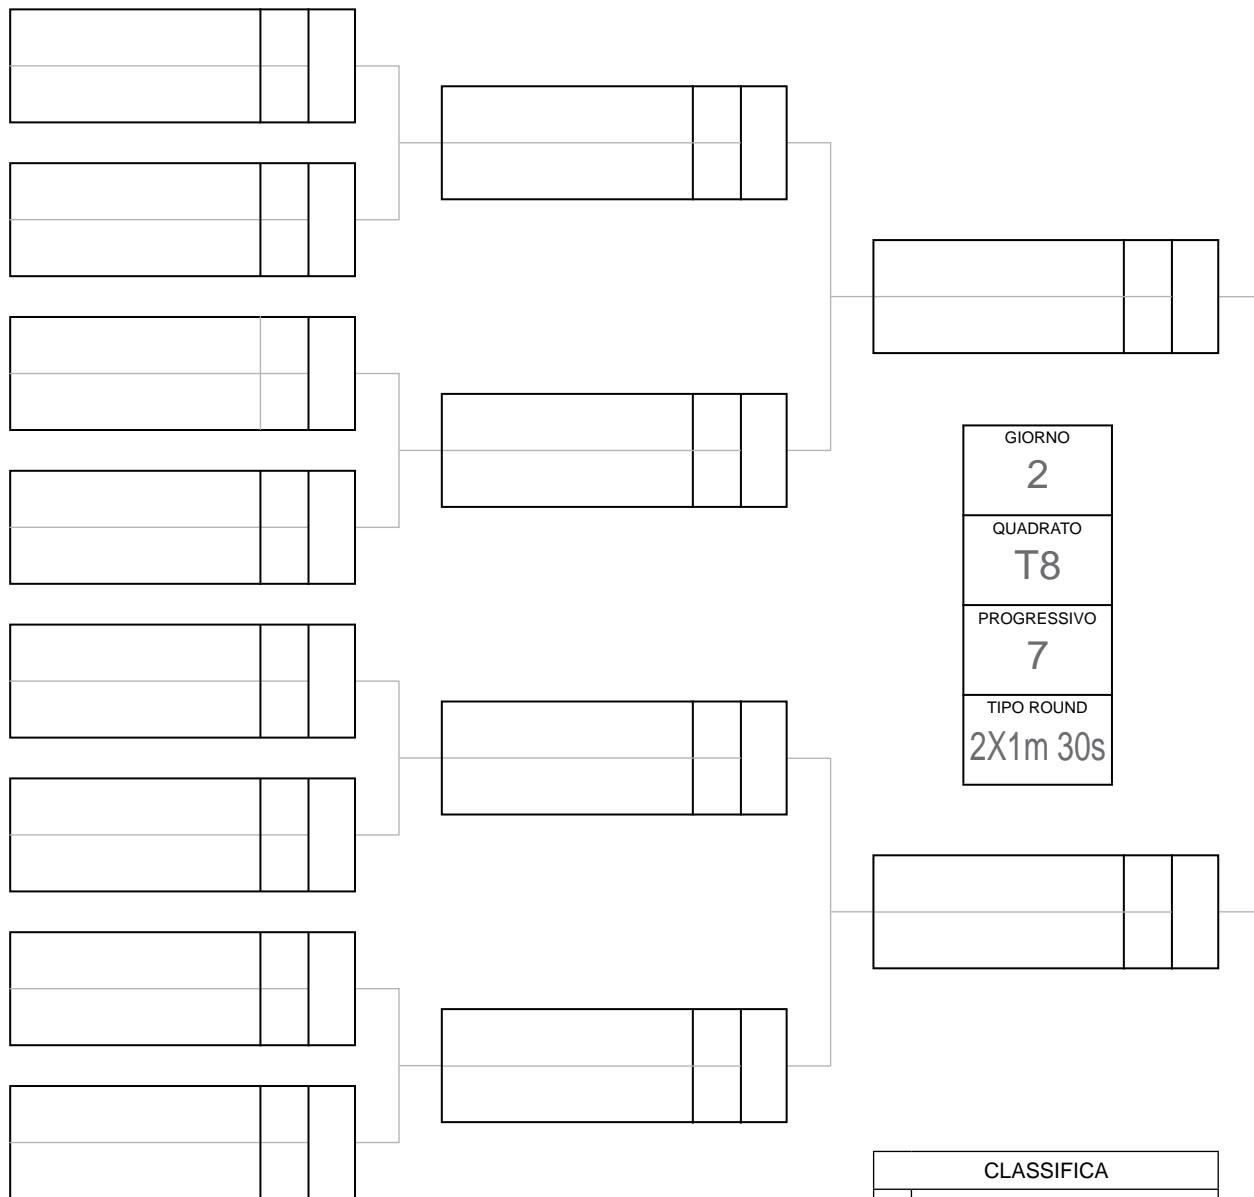 GIORNO
2
QUADRATO
T8
PROGRESSIVO
7
TIPO ROUND
2X1m 30s
CLASSIFICA